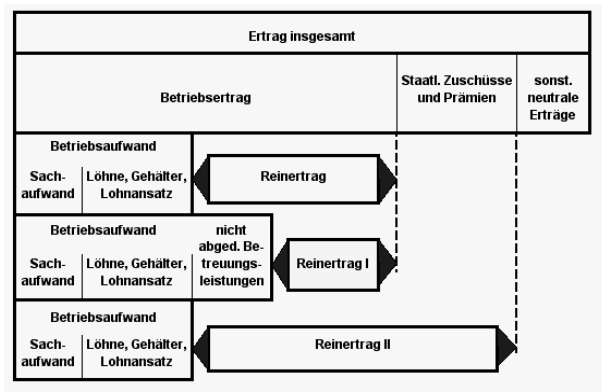 Ertrag insgesamt
Betriebsertrag
Staatl. Zuschüsse
und Prämien
sonst.
neutrale
Erträge
Betriebsaufwand
Sach-
aufwand
Löhne, Gehälter,
Lohnansatz
Reinertrag
Betriebsaufwand
Sach-
aufwand
Löhne, Gehälter,
Lohnansatz
nicht
abged. Be-
treuungs-
leistungen
Reinertrag I
Betriebsaufwand
Sach-
aufwand
Löhne, Gehälter,
Lohnansatz
Reinertrag II